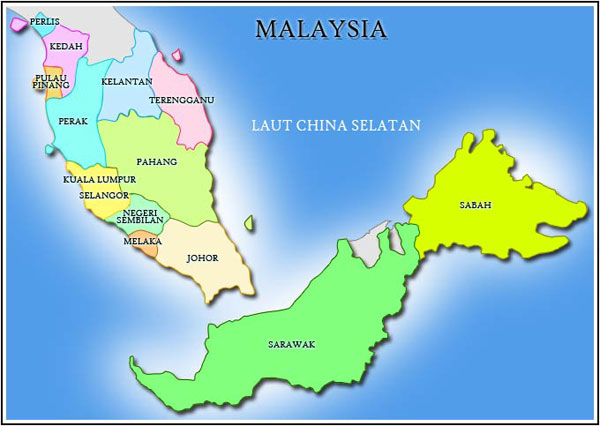 MALAYSIA
PERLIS
KEDAH
PULAU
PINANG
KELANTAN
TERENGGANU
PERAK
LAUT CHINA SELATAN
PAHANG
KUALA LUMPUR
SELANGOR
SABAH
NEGERI
SEMBILAN
MELAKA
JOHOR
SARAWAK